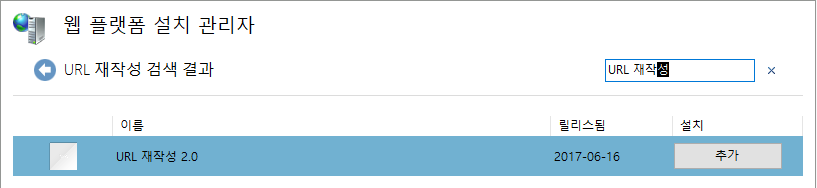 웹 플랫폼 설치 관리자
URL 재작성 검색 결과
URL 재작성 ×
이름 릴리스됨 설치
URL 재작성 2.0 2017-06-16 추가